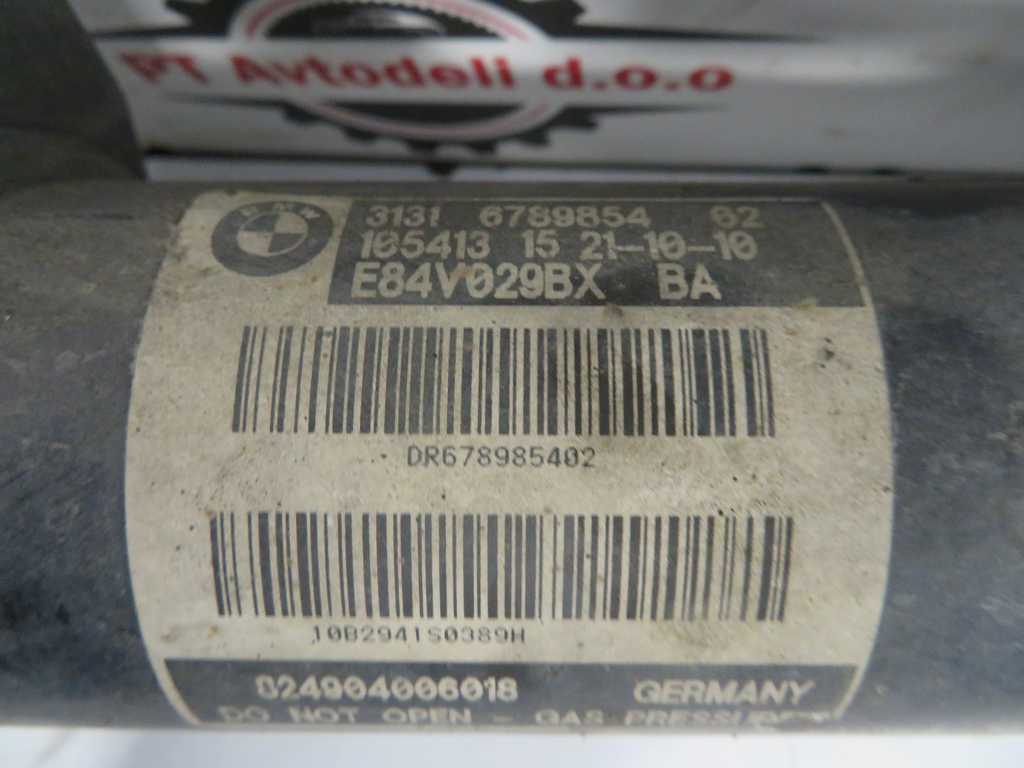 PT Avtodeli d.o.o
BMW
3131 6789854 02
165413 15 21-10-10
E84V029BX BA
DR678985402
10B2941S0389H
824904006018 GERMANY
DO NOT OPEN - GAS PRESSURE